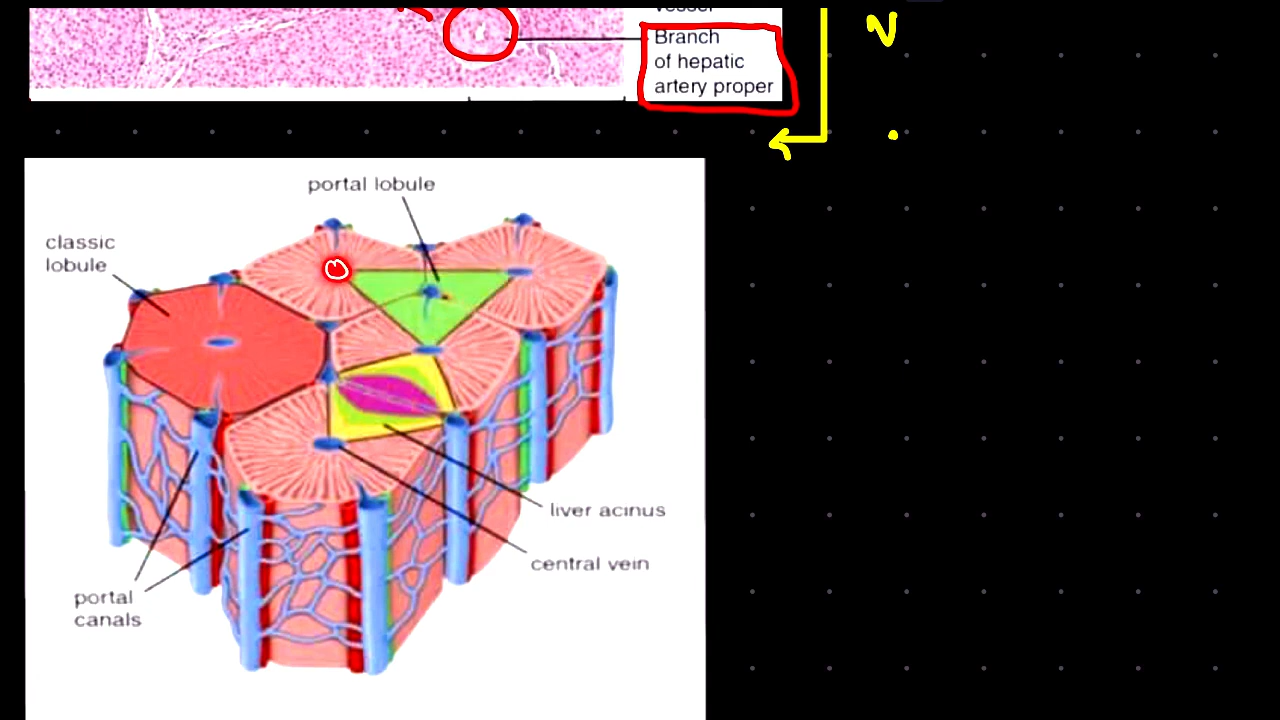 Branch
of hepatic
artery proper
portal lobule
classic
lobule
liver acinus
central vein
portal
canals